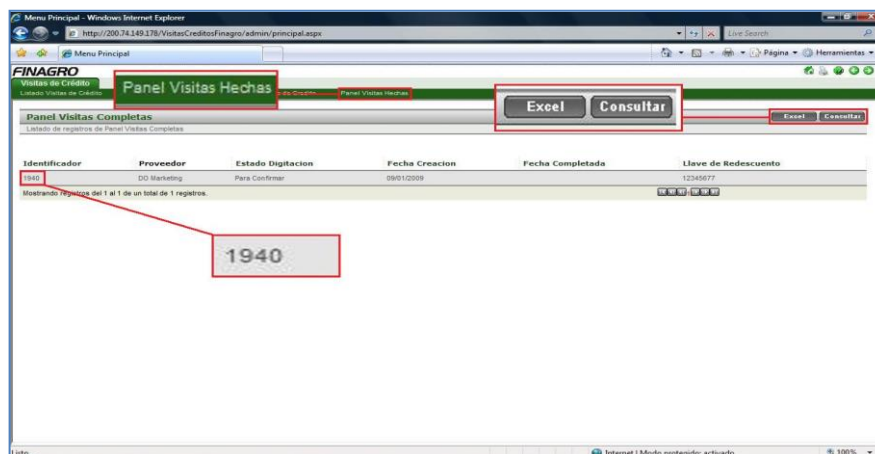 Menu Principal - Windows Internet Explorer
http://200.74.149.178/VisitasCreditosFinagro/admin/principal.aspx
Live Search
Menu Principal
Página
Herramientas
FINAGRO
Visitas de Crédito
Listado Visitas de Crédito
de Crédito
Panel Visitas Hechas
Panel Visitas Hechas
Excel Consultar
Panel Visitas Completas
Excel Consultar
Listado de registros de Panel Visitas Completas
Identificador Proveedor Estado Digitacion Fecha Creacion Fecha Completada Llave de Redescuento
1940 DO Marketing Para Confirmar 09/01/2009 12345677
Mostrando registros del 1 al 1 de un total de 1 registros.
1940
Listo
Internet | Modo protegido: activado
100%